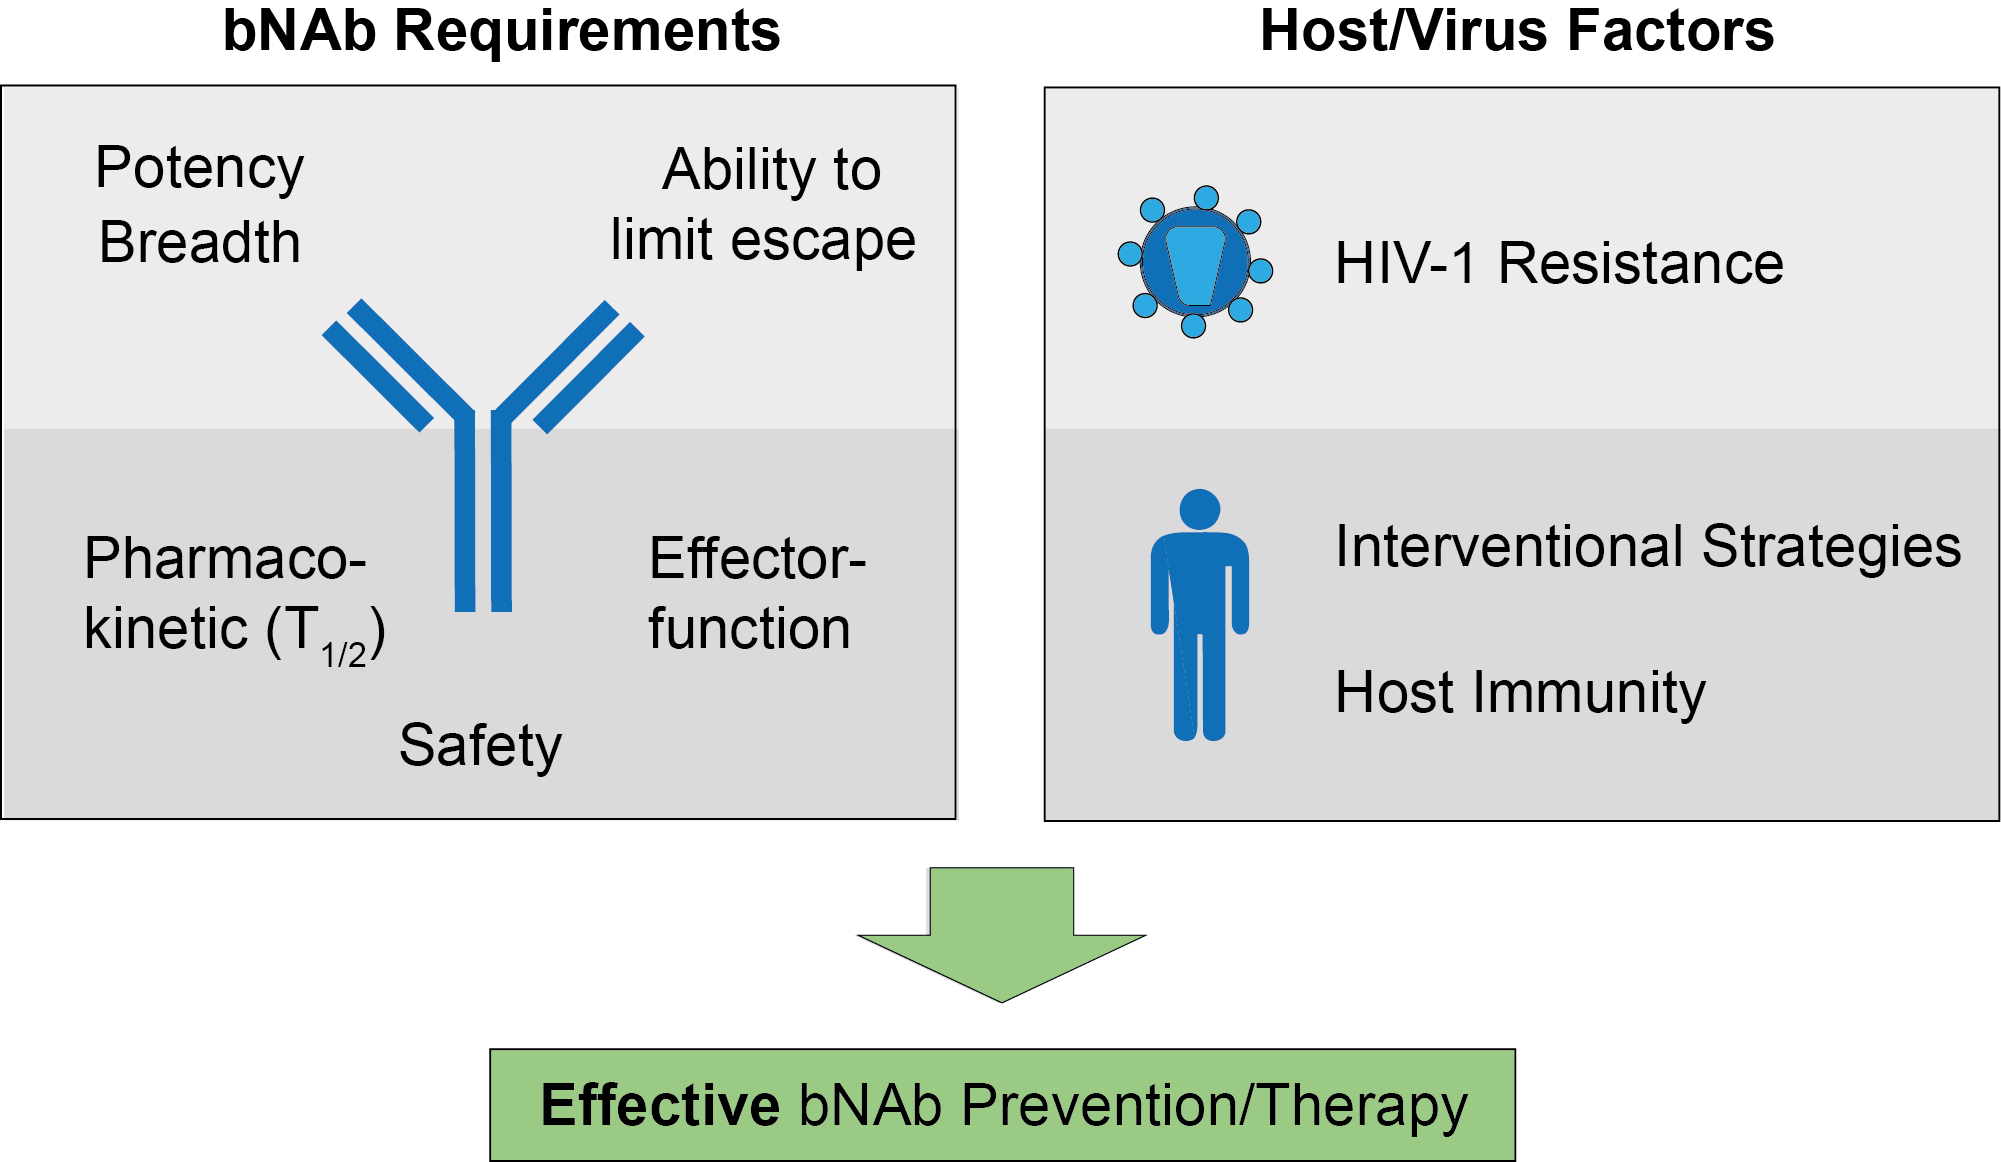 bNAb Requirements
Potency
Breadth
Ability to
limit escape
Pharmaco-
kinetic (T1/2)
Effector-
function
Safety
Host/Virus Factors
HIV-1 Resistance
Interventional Strategies
Host Immunity
Effective bNAb Prevention/Therapy